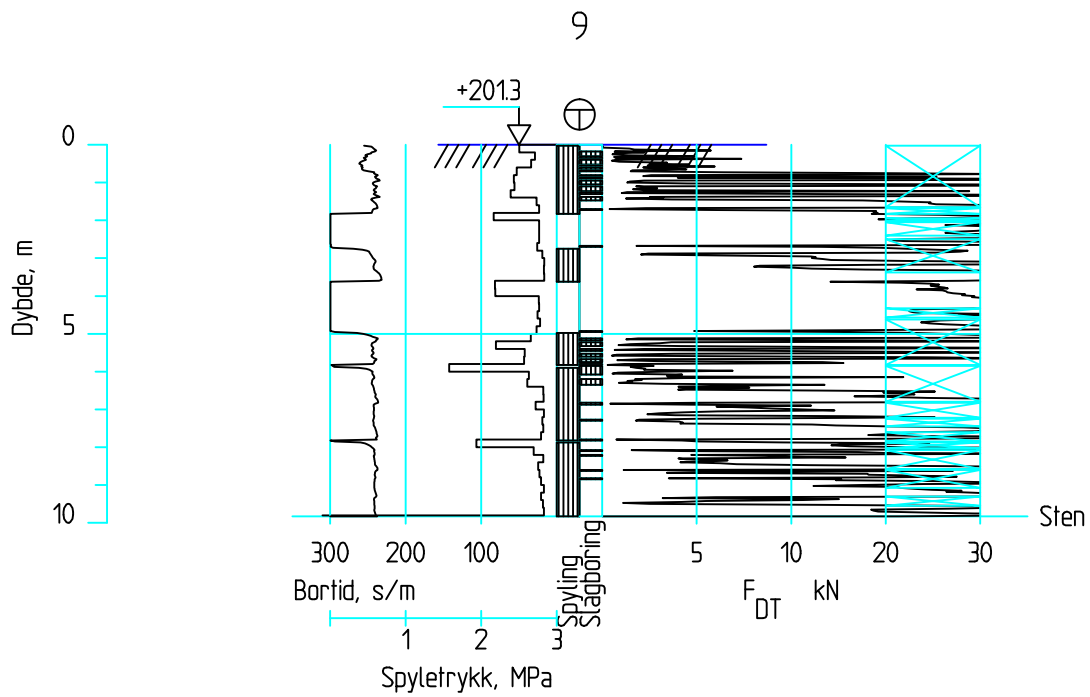 9
+201.3
0
5
10
Dybde, m
Sten
300 200 100 5 10 20 30
Bortid, s/m
Spyling
Slagboring
F DT kN
1 2 3
Spyletrykk, MPa